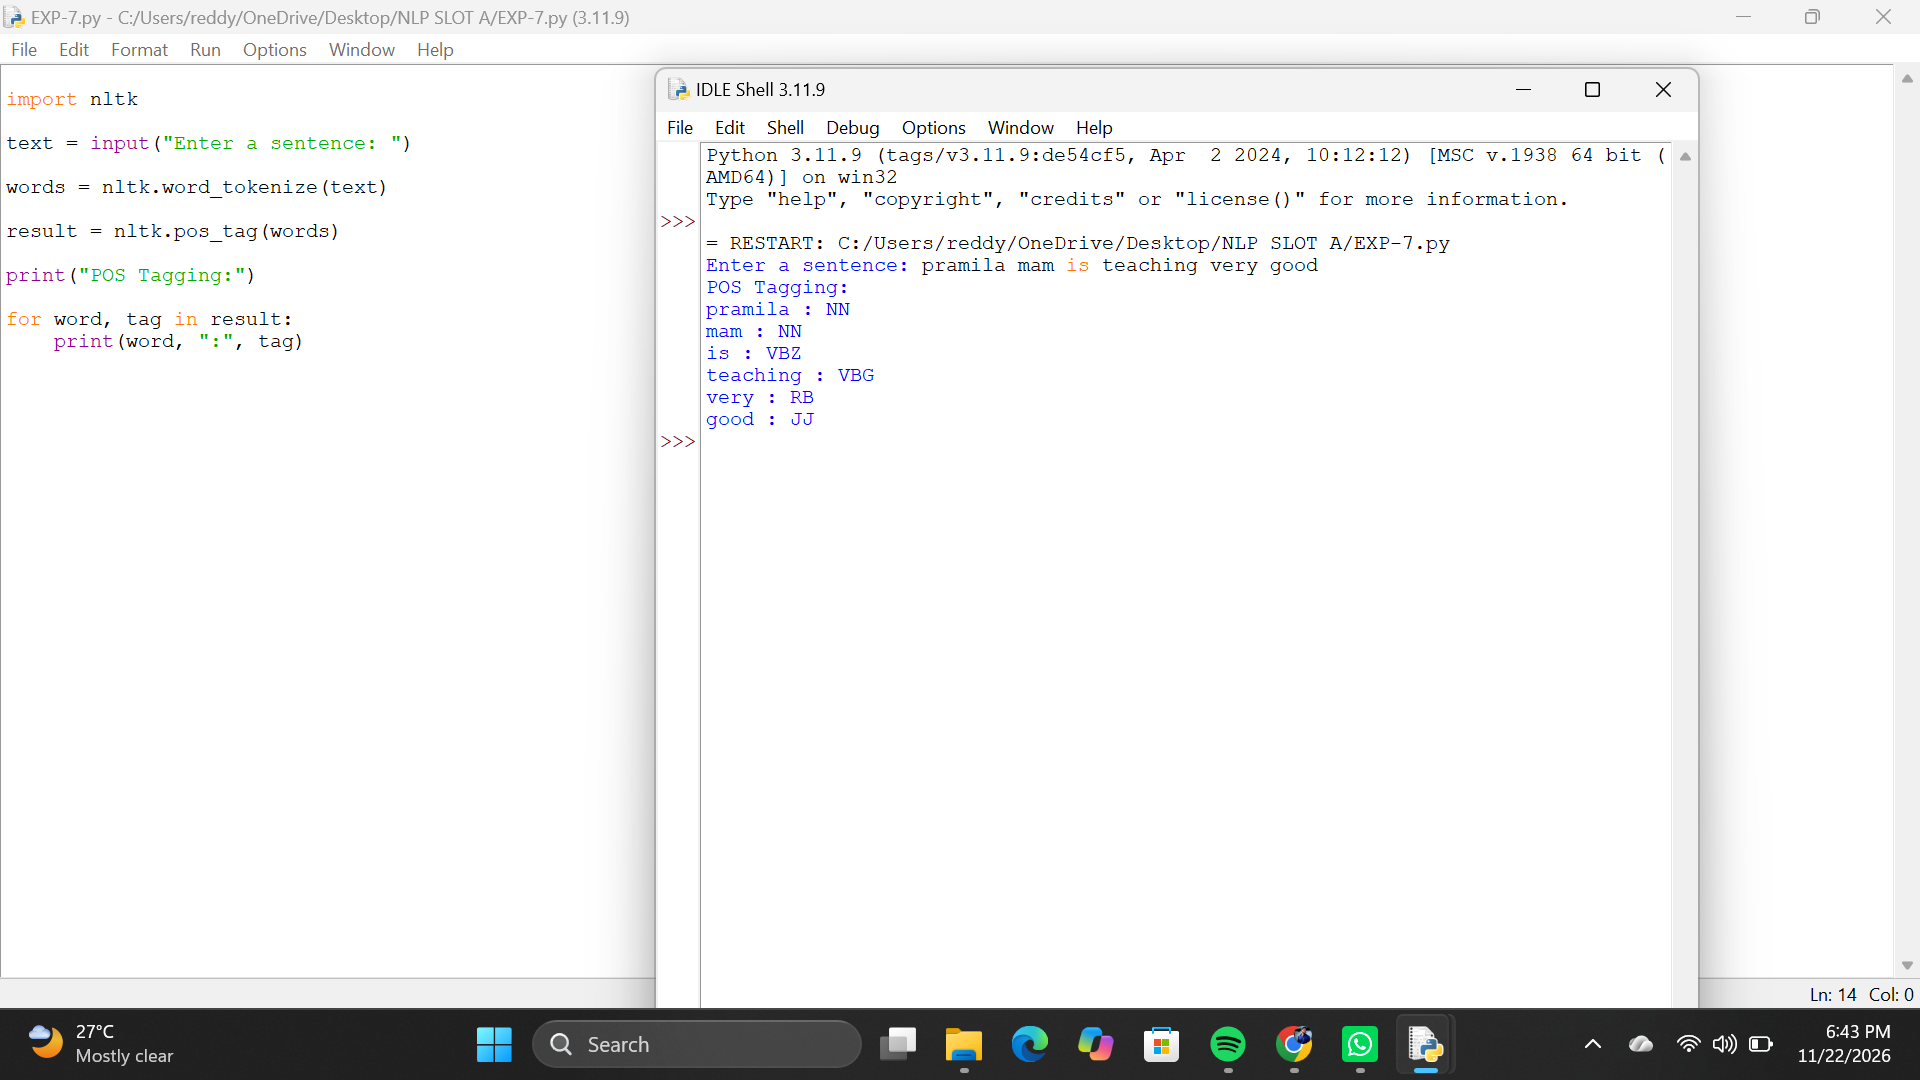 EXP-7.py - C:/Users/reddy/OneDrive/Desktop/NLP SLOT A/EXP-7.py (3.11.9)
File Edit Format Run Options Window Help
import nltk
text = input("Enter a sentence: ")
words = nltk.word_tokenize(text)
result = nltk.pos_tag(words)
print("POS Tagging:")
for word, tag in result:
    print(word, ":", tag)
IDLE Shell 3.11.9
File Edit Shell Debug Options Window Help
Python 3.11.9 (tags/v3.11.9:de54cf5, Apr  2 2024, 10:12:12) [MSC v.1938 64 bit (
AMD64)] on win32
Type "help", "copyright", "credits" or "license()" for more information.
>>>
= RESTART: C:/Users/reddy/OneDrive/Desktop/NLP SLOT A/EXP-7.py
Enter a sentence: pramila mam is teaching very good
POS Tagging:
pramila : NN
mam : NN
is : VBZ
teaching : VBG
very : RB
good : JJ
>>>
Ln: 14 Col: 0
27°C
Mostly clear
Search
6:43 PM
11/22/2026